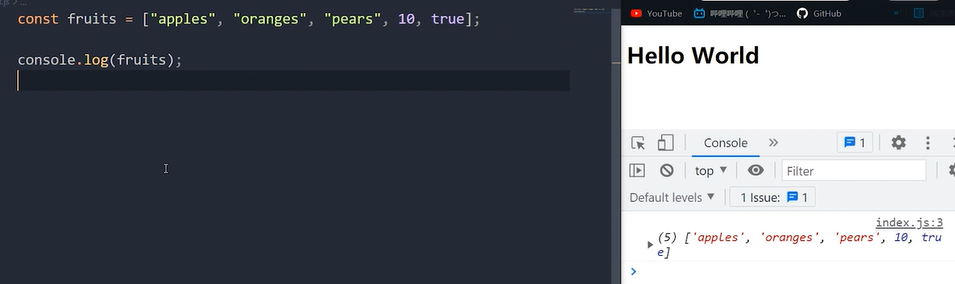 const fruits = ["apples", "oranges", "pears", 10, true];
console.log(fruits);
YouTube
哔哩哔哩 (゜-゜)つ...
GitHub
Hello World
Console
1
top
Filter
Default levels
1 Issue: 1
index.js:3
(5) ['apples', 'oranges', 'pears', 10, tru
e]